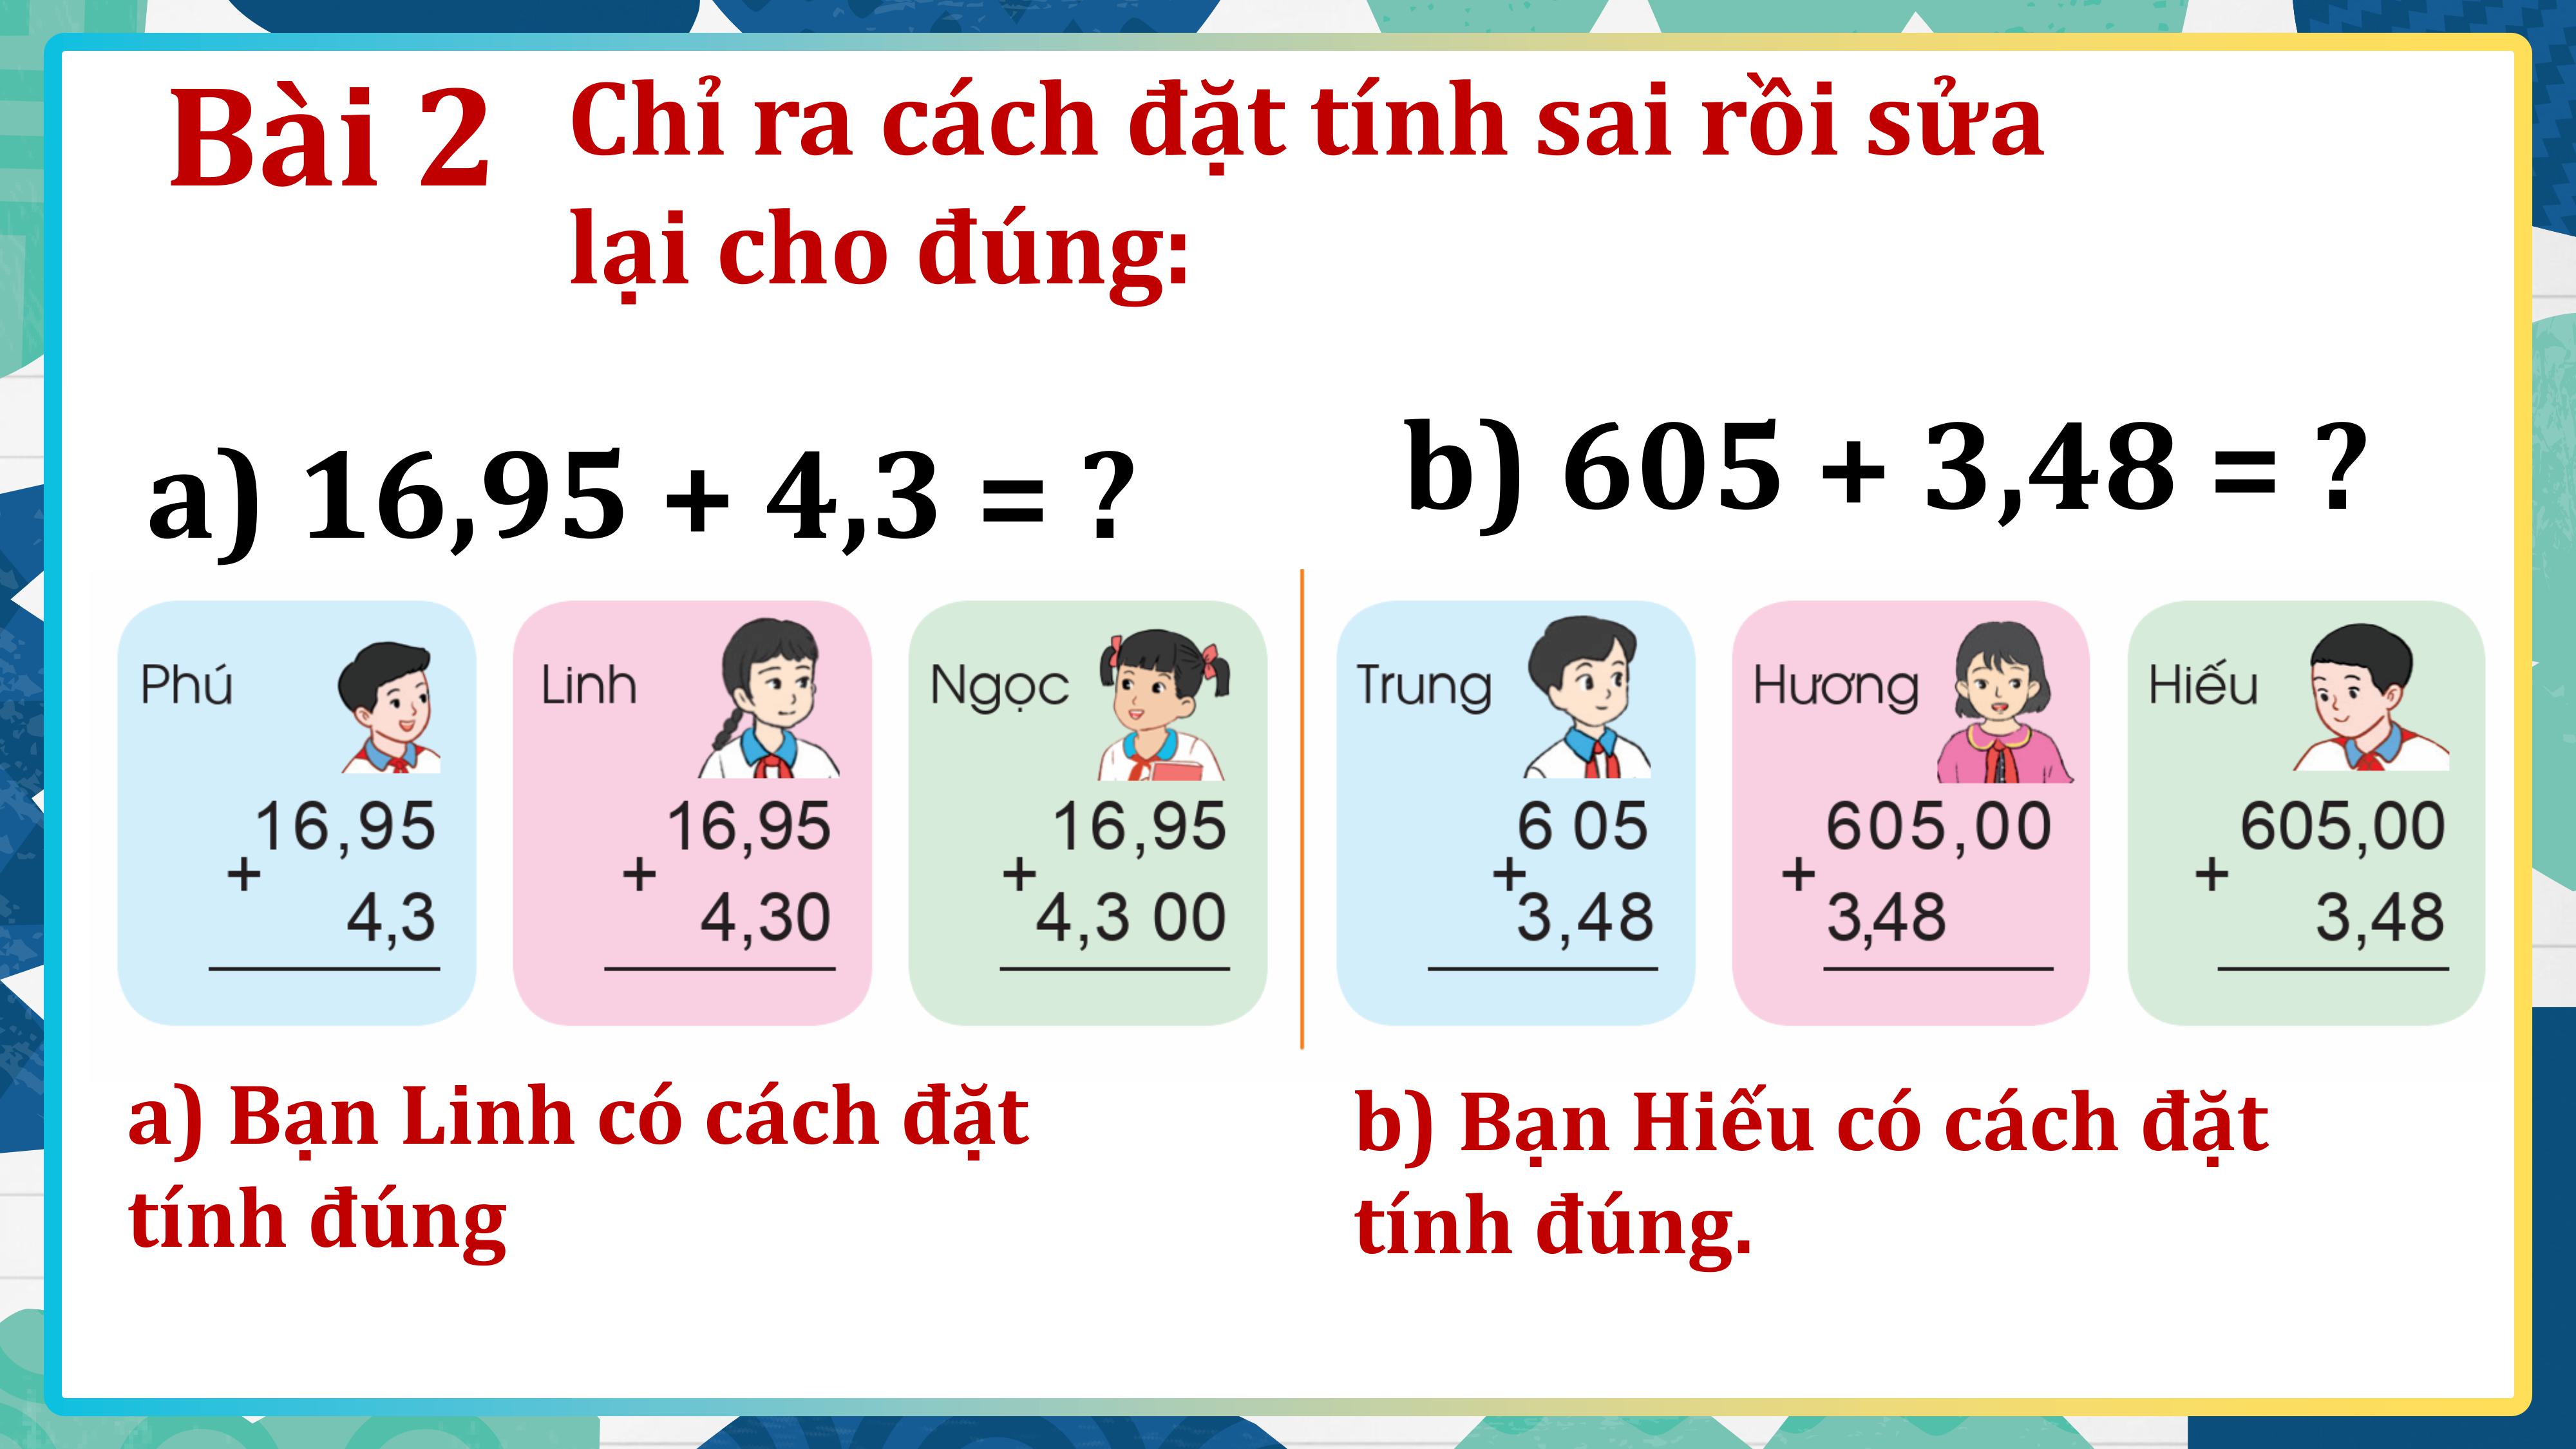 Bài 2
Chỉ ra cách đặt tính sai rồi sửa
lại cho đúng:
a) 16,95 + 4,3 = ?
b) 605 + 3,48 = ?
Phú
16,95
+
4,3
Linh
16,95
+
4,30
Ngọc
16,95
+
4,3 00
Trung
6 05
+
3,48
Hương
605,00
+
3,48
Hiếu
605,00
+
3,48
a) Bạn Linh có cách đặt
tính đúng
b) Bạn Hiếu có cách đặt
tính đúng.